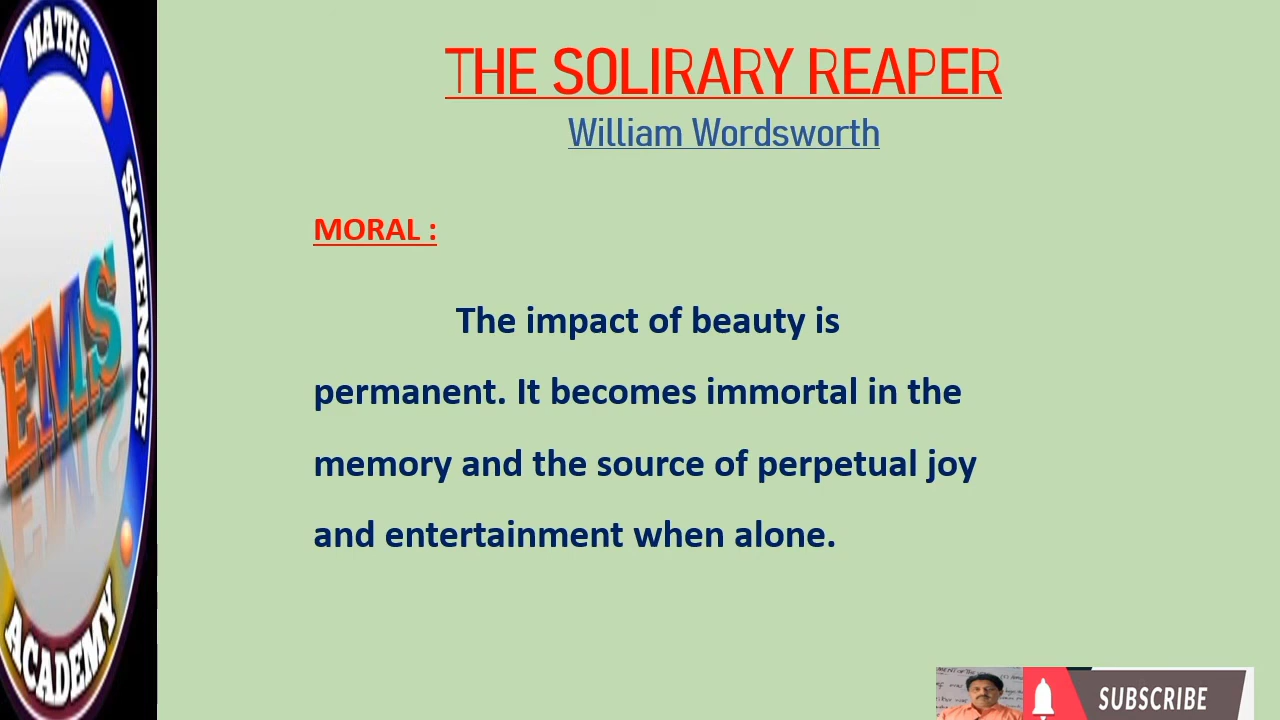 MATHS
SCIENCE
EMS
ACADEMY
THE SOLIRARY REAPER
William Wordsworth
MORAL :
The impact of beauty is
permanent. It becomes immortal in the
memory and the source of perpetual joy
and entertainment when alone.
SUBSCRIBE